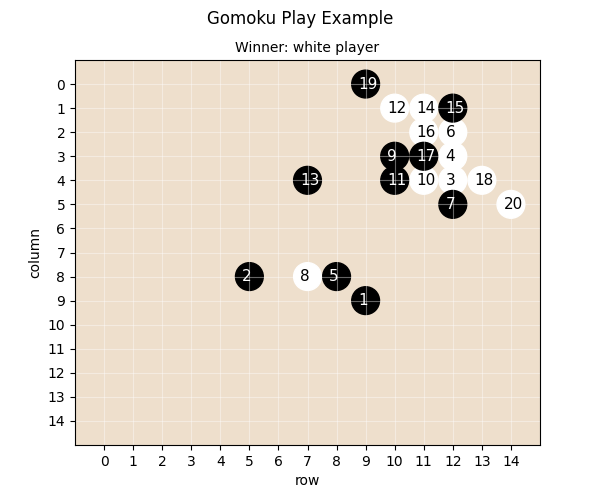 Gomoku Play Example
Winner: white player
0 19
1 12 14 15
2 16 6
3 9 17 4
4 13 11 10 3 18
5 7 20
6
7
column
8 2 8 5
9 1
10
11
12
13
14
0 1 2 3 4 5 6 7 8 9 10 11 12 13 14
row